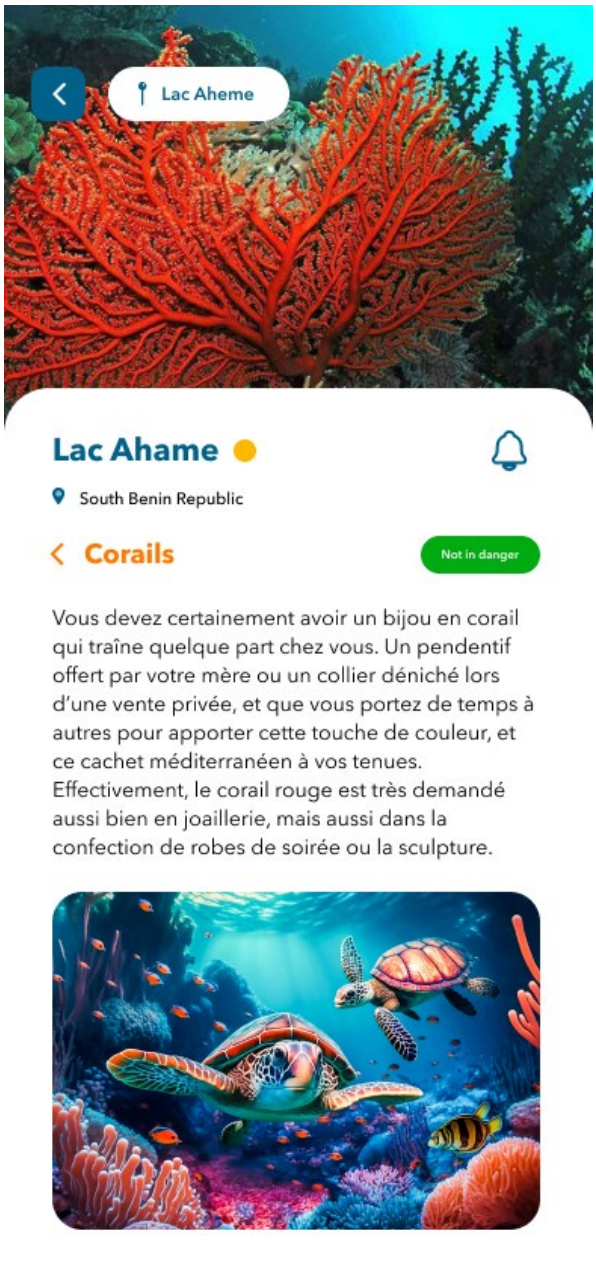 Lac Aheme
Lac Ahame
South Benin Republic
Corails
Not in danger
Vous devez certainement avoir un bijou en corail
qui traîne quelque part chez vous. Un pendentif
offert par votre mère ou un collier déniché lors
d’une vente privée, et que vous portez de temps à
autres pour apporter cette touche de couleur, et
ce cachet méditerranéen à vos tenues.
Effectivement, le corail rouge est très demandé
aussi bien en joaillerie, mais aussi dans la
confection de robes de soirée ou la sculpture.